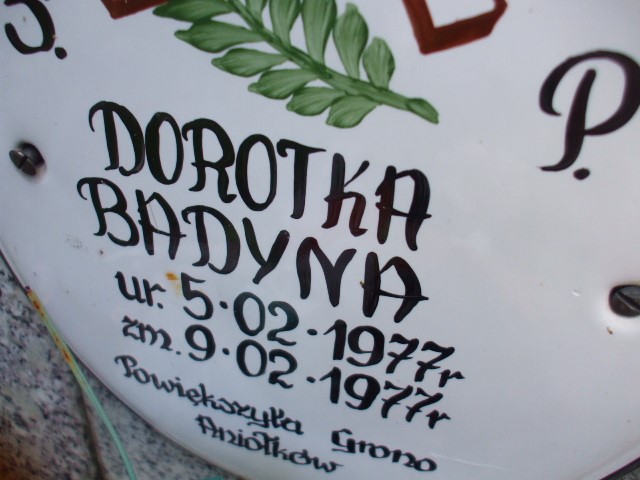 Ś. P.
DOROTKA
BADYNA
ur. 5.02.1977r
zm. 9.02.1977r
Powiększyła Grono
Aniołków